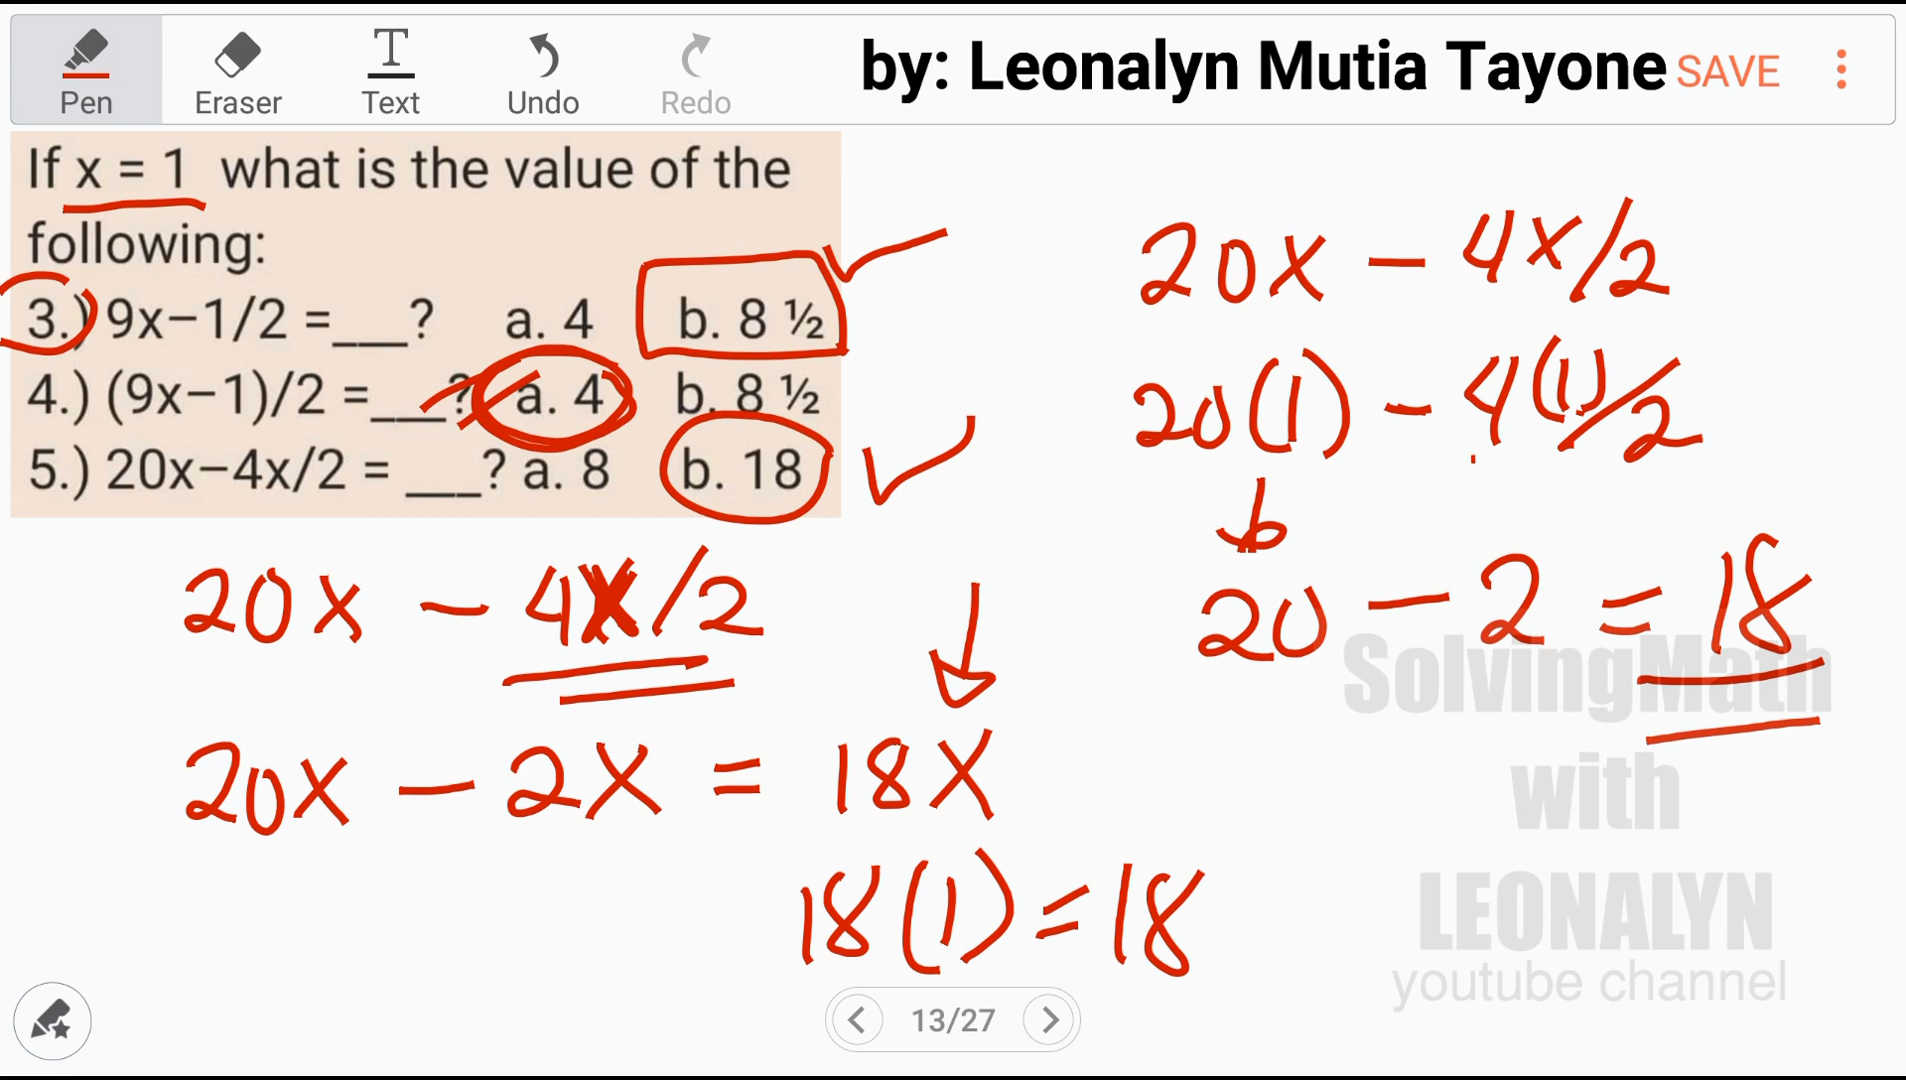 Pen
Eraser
Text
Undo
Redo
by: Leonalyn Mutia Tayone
SAVE
If x = 1 what is the value of the
following:
3.) 9x−1/2 =___? a. 4 b. 8 ½
4.) (9x−1)/2 =___? a. 4 b. 8 ½
5.) 20x−4x/2 = ___? a. 8 b. 18
20x − 4x/2
20x − 2x = 18x
18(1) = 18
20x − 4x/2
20(1) − 4(1)/2
b
20 − 2 = 18
SolvingMath
with
LEONALYN
youtube channel
13/27